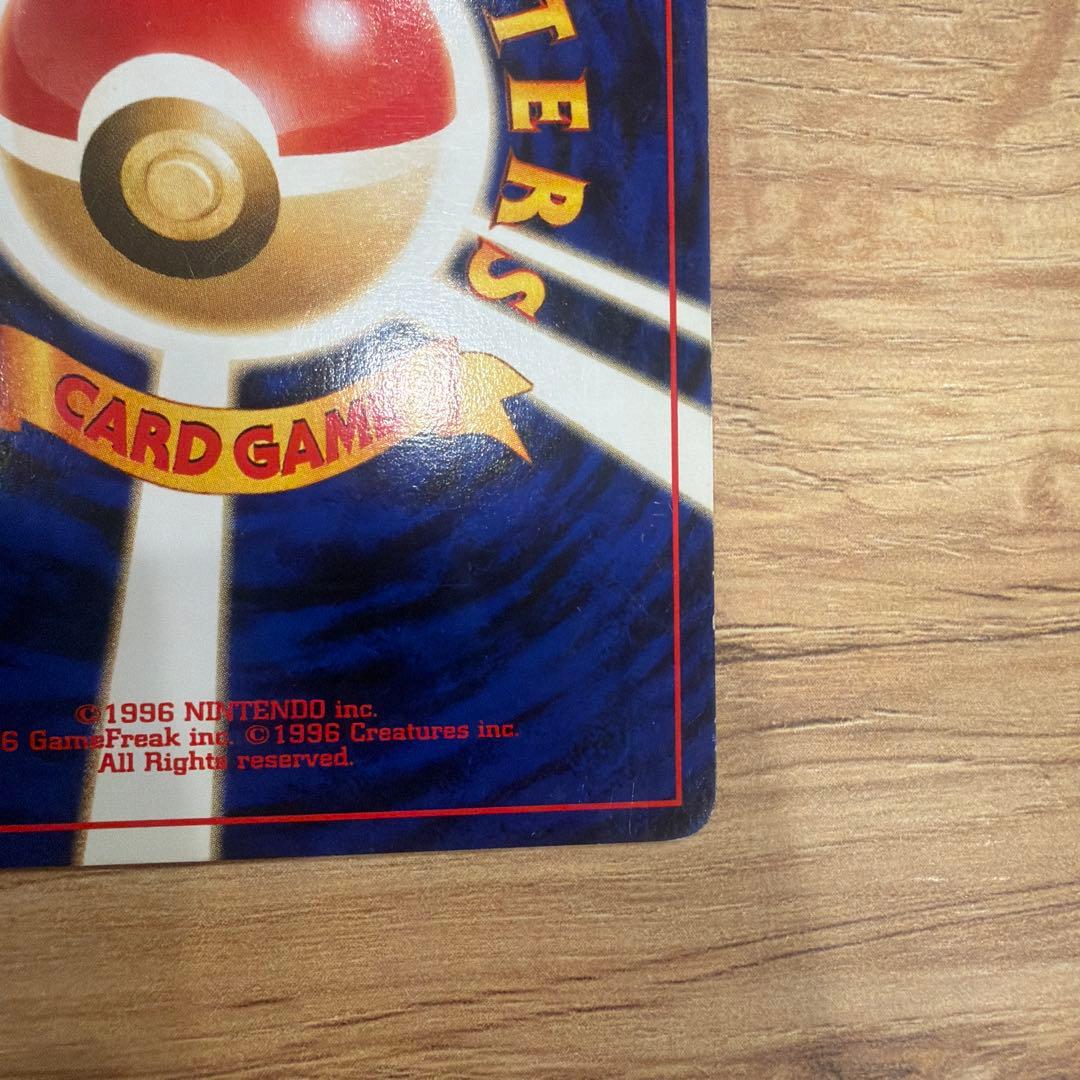 TERS
CARD GAME
©1996 NINTENDO inc.
6 GameFreak inc. ©1996 Creatures inc.
All Rights reserved.